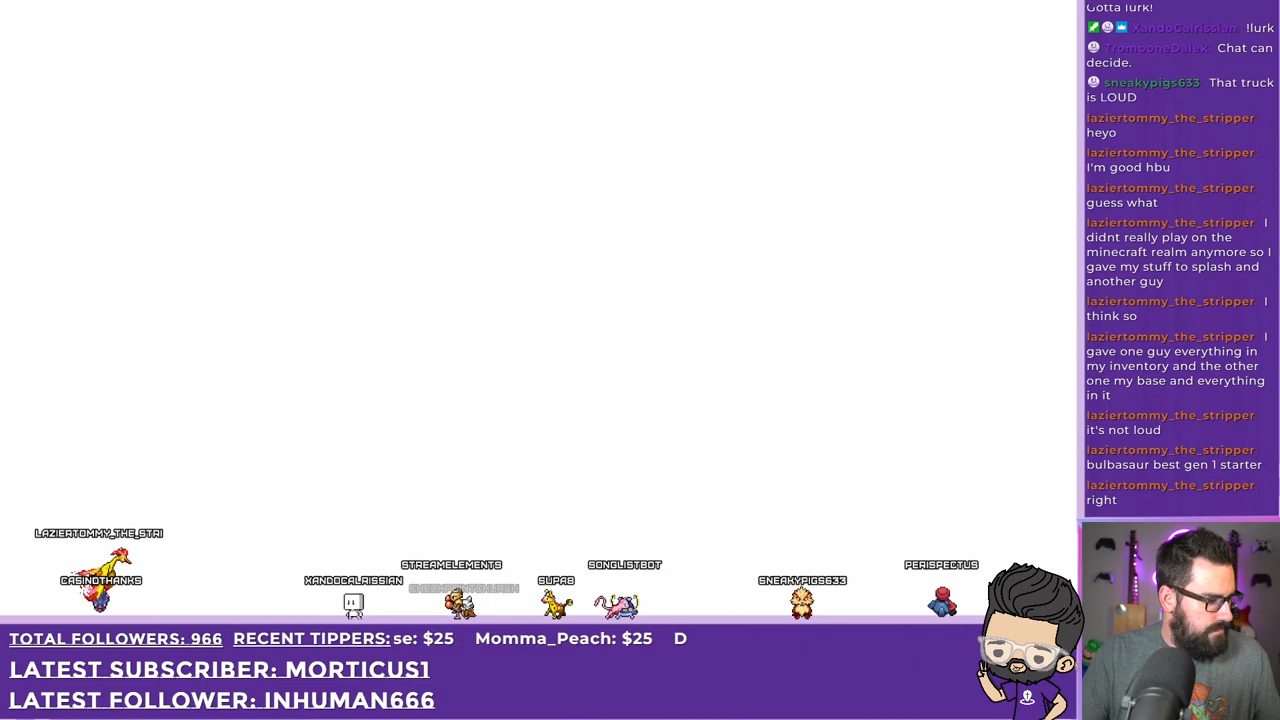 Gotta lurk!
XandoCalrissian: !lurk
TromboneDalek: Chat can
decide.
sneakypigs633: That truck
is LOUD
laziertommy_the_stripper:
heyo
laziertommy_the_stripper:
I'm good hbu
laziertommy_the_stripper:
guess what
laziertommy_the_stripper: I
didnt really play on the
minecraft realm anymore so I
gave my stuff to splash and
another guy
laziertommy_the_stripper: I
think so
laziertommy_the_stripper: I
gave one guy everything in
my inventory and the other
one my base and everything
in it
laziertommy_the_stripper:
it's not loud
laziertommy_the_stripper:
bulbasaur best gen 1 starter
laziertommy_the_stripper:
right
LAZIERTOMMY_THE_STRI
CASINOTHANKS
XANDOCALRISSIAN
STREAMELEMENTS
CHECKPOINTCHURCH
SUPAB
SONGLISTBOT
SNEAKYPIGS633
PERISPECTUS
TOTAL FOLLOWERS: 966 RECENT TIPPERS: se: $25 Momma_Peach: $25 D
LATEST SUBSCRIBER: MORTICUS1
LATEST FOLLOWER: INHUMAN666